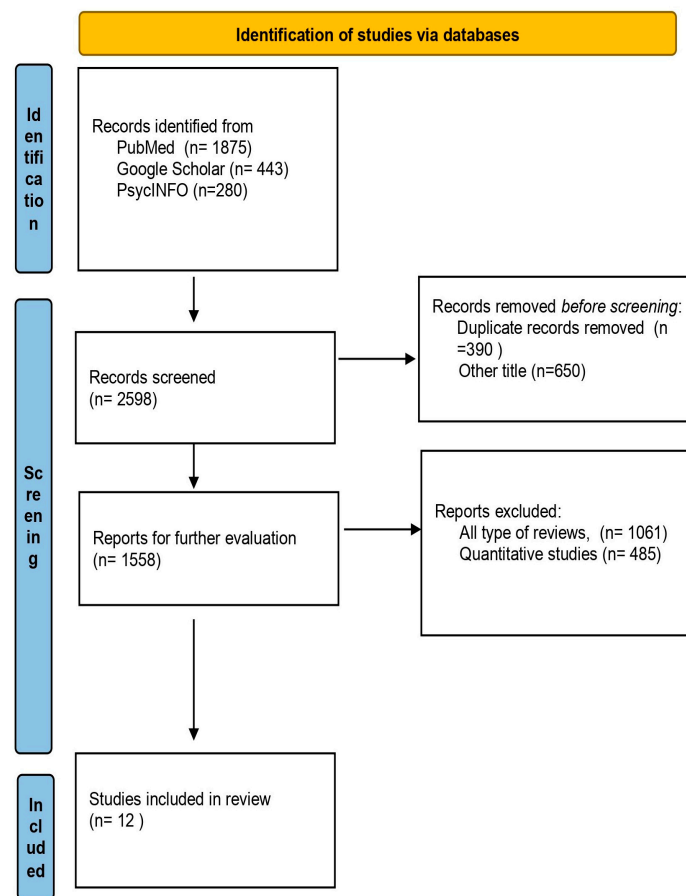 Identification of studies via databases
Id
en
tifi
ca
tio
n
Records identified from
PubMed (n= 1875)
Google Scholar (n= 443)
PsycINFO (n=280)
Sc
re
en
in
g
Records screened
(n= 2598)
Records removed before screening:
Duplicate records removed (n
=390 )
Other title (n=650)
Reports for further evaluation
(n= 1558)
Reports excluded:
All type of reviews, (n= 1061)
Quantitative studies (n= 485)
In
cl
ud
ed
Studies included in review
(n= 12 )